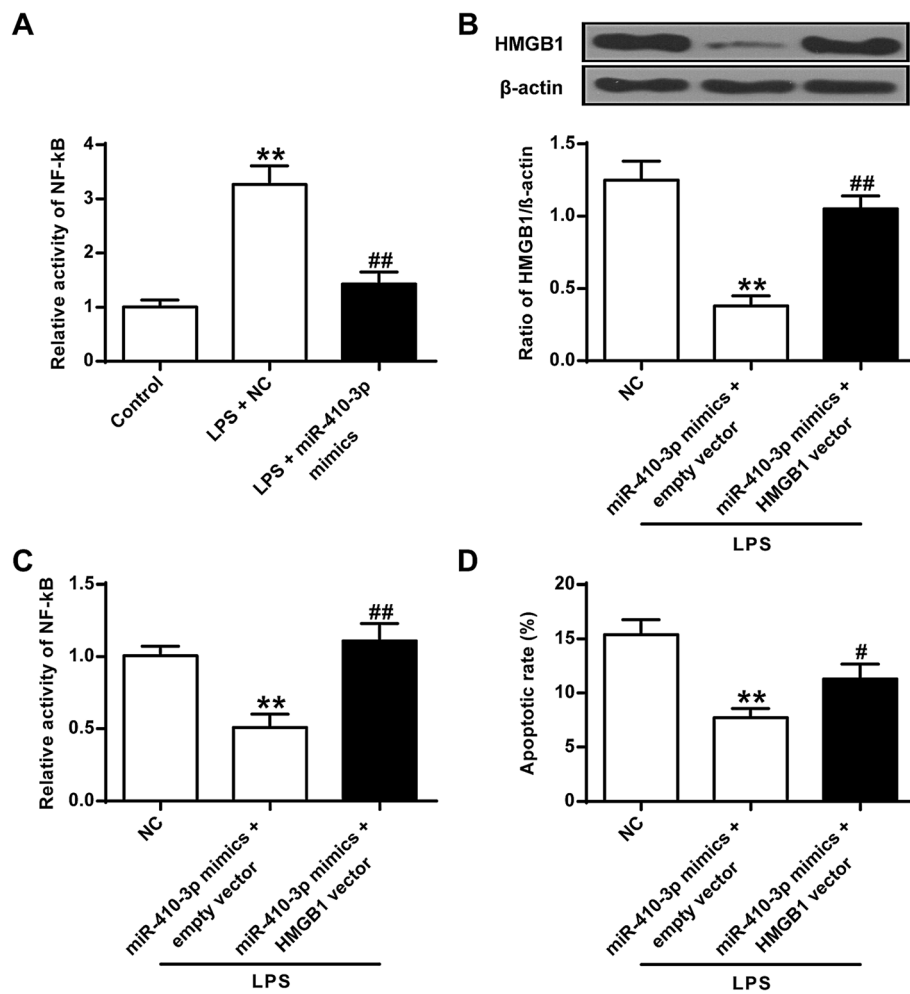 A
Relative activity of NF-kB
4
3
2
1
0
**
##
Control
LPS + NC
LPS + miR-410-3p
mimics
B
HMGB1
β-actin
Ratio of HMGB1/ß-actin
1.5
1.0
0.5
0.0
**
##
NC
miR-410-3p mimics +
empty vector
miR-410-3p mimics +
HMGB1 vector
LPS
C
Relative activity of NF-kB
1.5
1.0
0.5
0.0
**
##
NC
miR-410-3p mimics +
empty vector
miR-410-3p mimics +
HMGB1 vector
LPS
D
Apoptotic rate (%)
20
15
10
5
0
**
#
NC
miR-410-3p mimics +
empty vector
miR-410-3p mimics +
HMGB1 vector
LPS